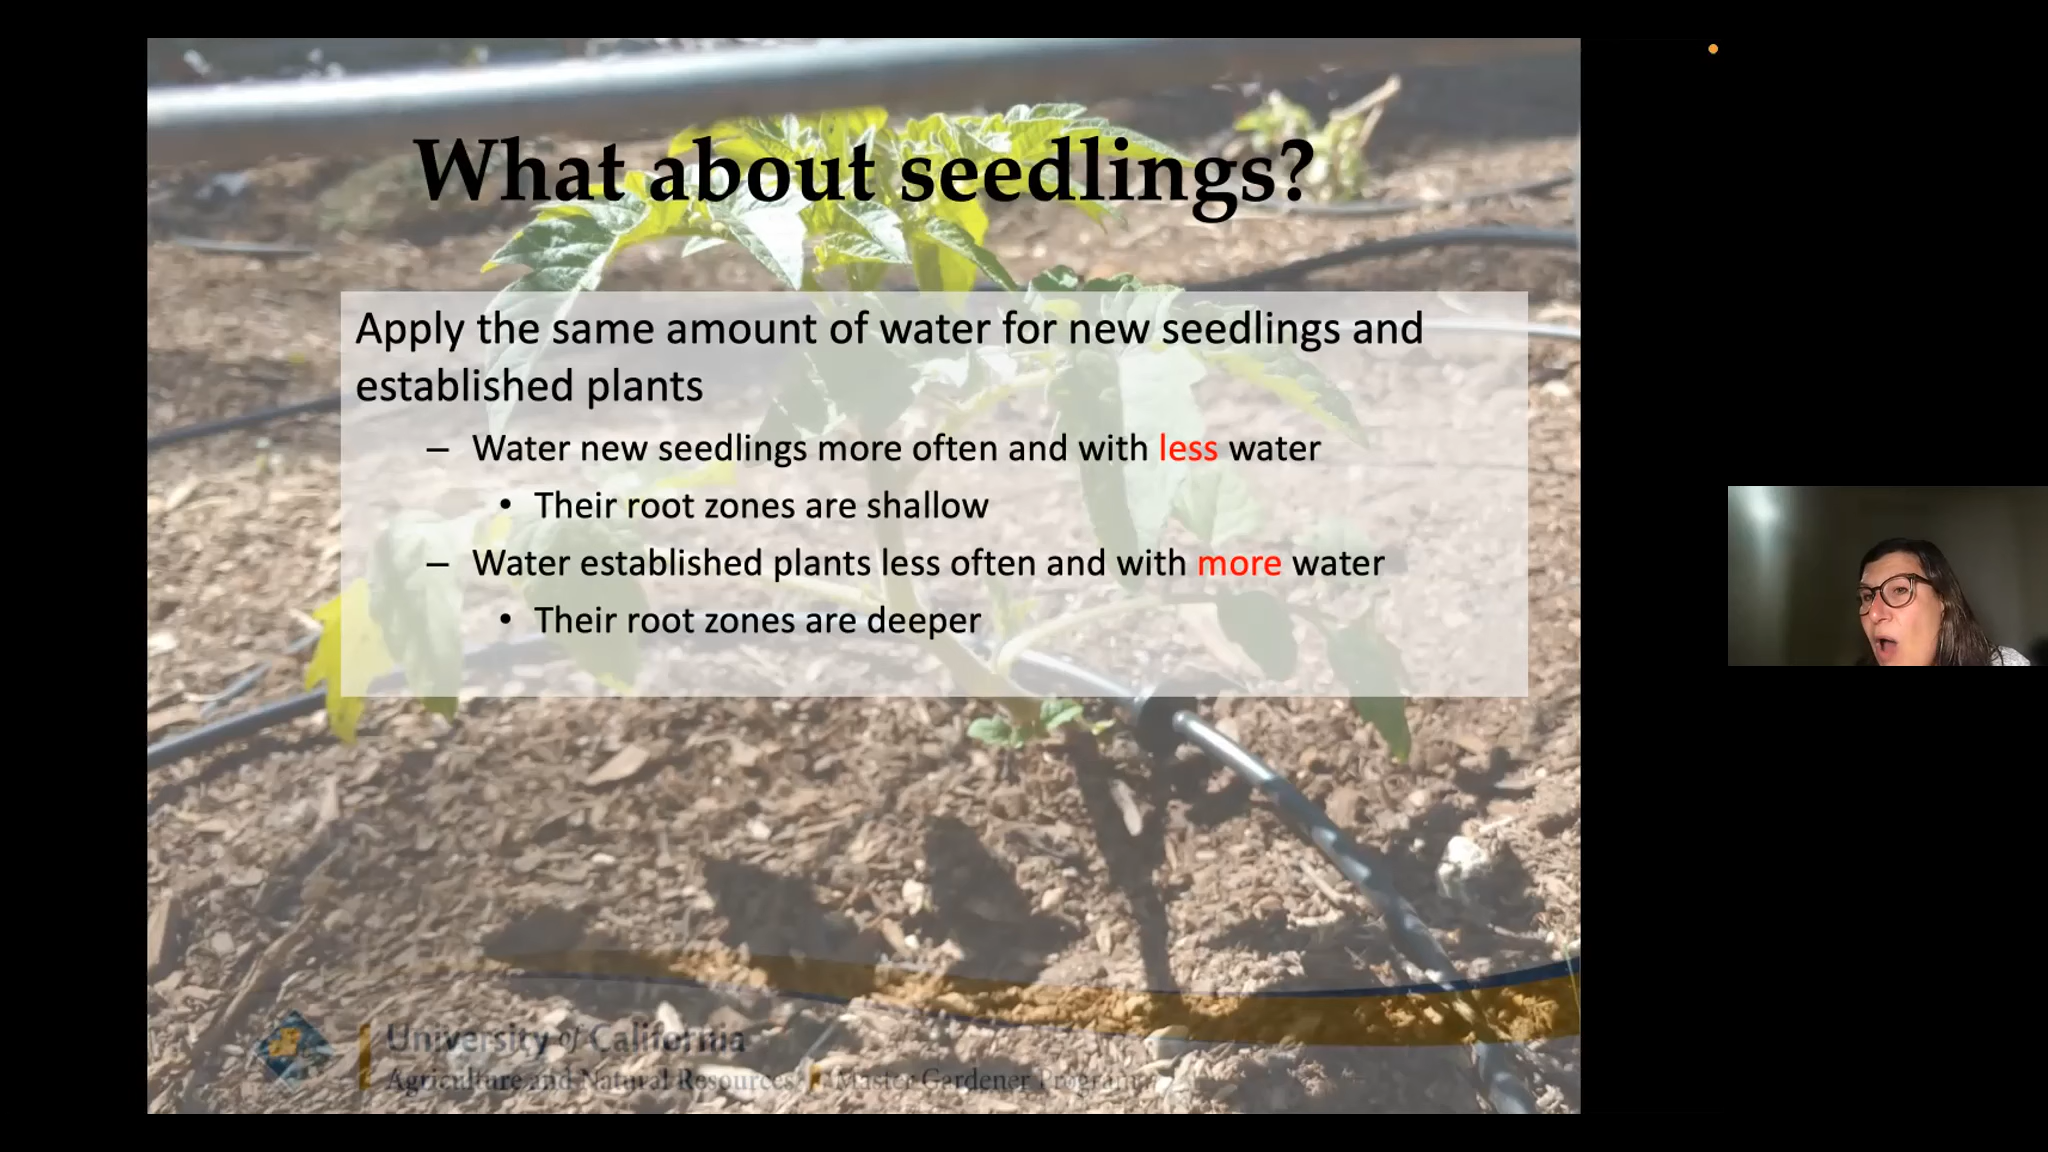 What about seedlings?
Apply the same amount of water for new seedlings and
established plants
– Water new seedlings more often and with less water
• Their root zones are shallow
– Water established plants less often and with more water
• Their root zones are deeper
University of California
Agriculture and Natural Resources Master Gardener Program